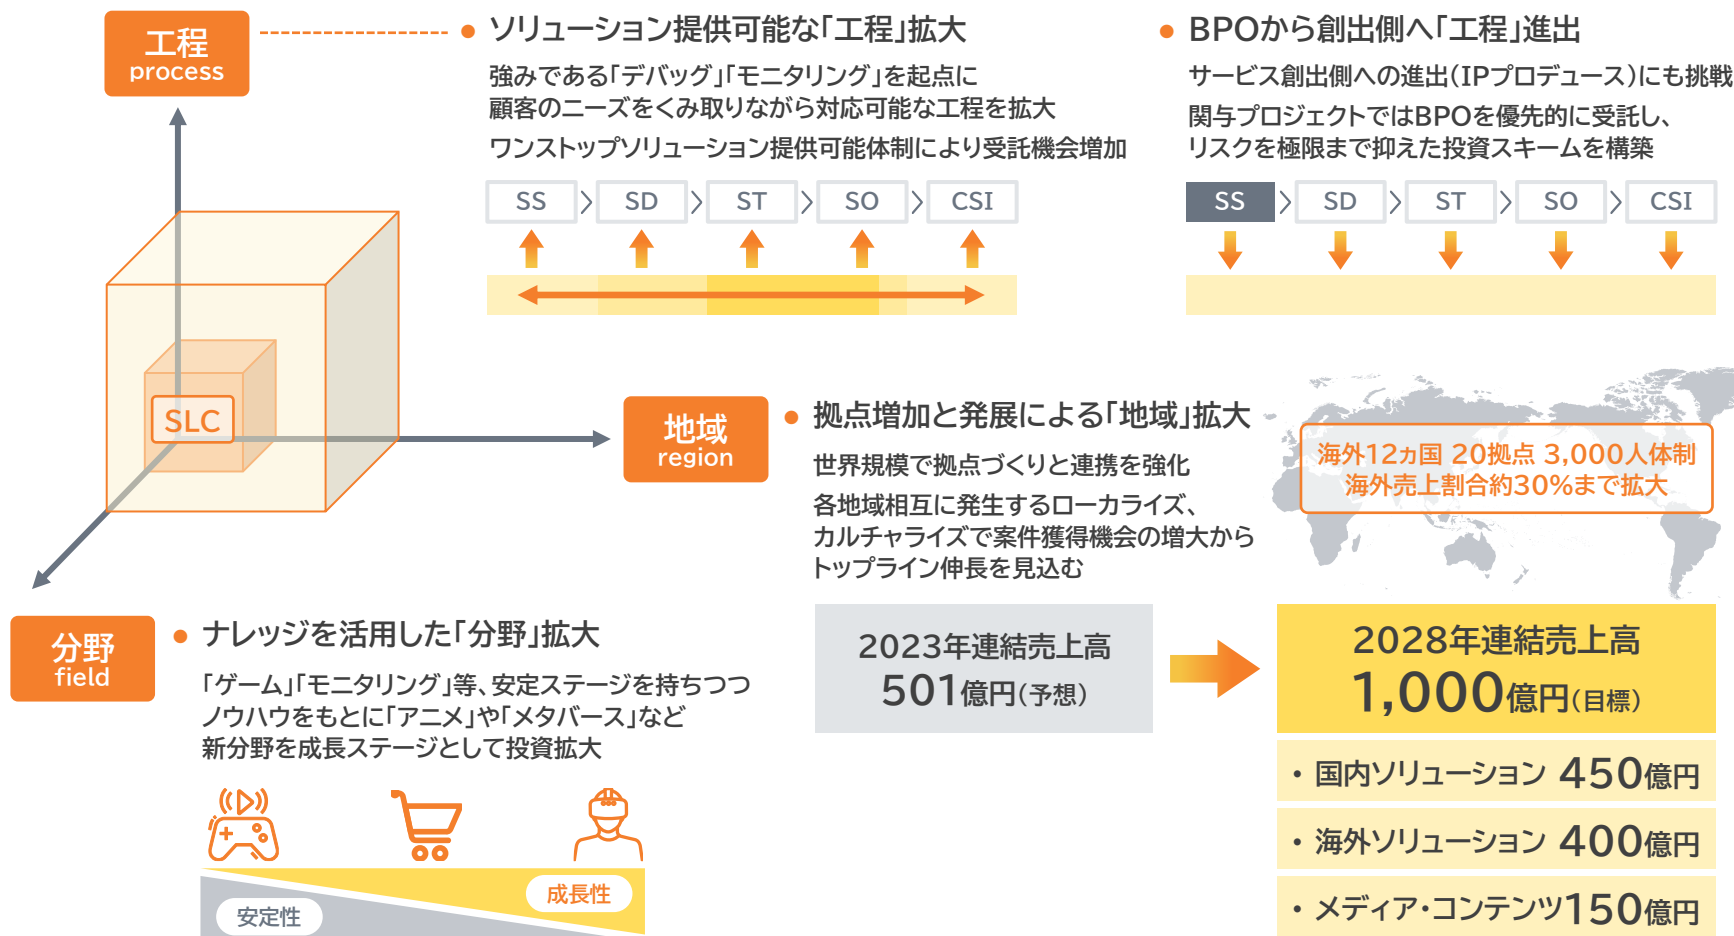 工程
process
● ソリューション提供可能な「工程」拡大
強みである「デバッグ」「モニタリング」を起点に
顧客のニーズをくみ取りながら対応可能な工程を拡大
ワンストップソリューション提供可能体制により受託機会増加
SS > SD > ST > SO > CSI
● BPOから創出側へ「工程」進出
サービス創出側への進出（IPプロデュース）にも挑戦
関与プロジェクトではBPOを優先的に受託し、
リスクを極限まで抑えた投資スキームを構築
SS > SD > ST > SO > CSI
SLC
地域
region
● 拠点増加と発展による「地域」拡大
世界規模で拠点づくりと連携を強化
各地域相互に発生するローカライズ、
カルチャライズで案件獲得機会の増大から
トップライン伸長を見込む
海外12ヵ国 20拠点 3,000人体制
海外売上割合約30%まで拡大
分野
field
● ナレッジを活用した「分野」拡大
「ゲーム」「モニタリング」等、安定ステージを持ちつつ
ノウハウをもとに「アニメ」や「メタバース」など
新分野を成長ステージとして投資拡大
成長性
安定性
2023年連結売上高
501億円（予想）
2028年連結売上高
1,000億円（目標）
・国内ソリューション 450億円
・海外ソリューション 400億円
・メディア・コンテンツ150億円